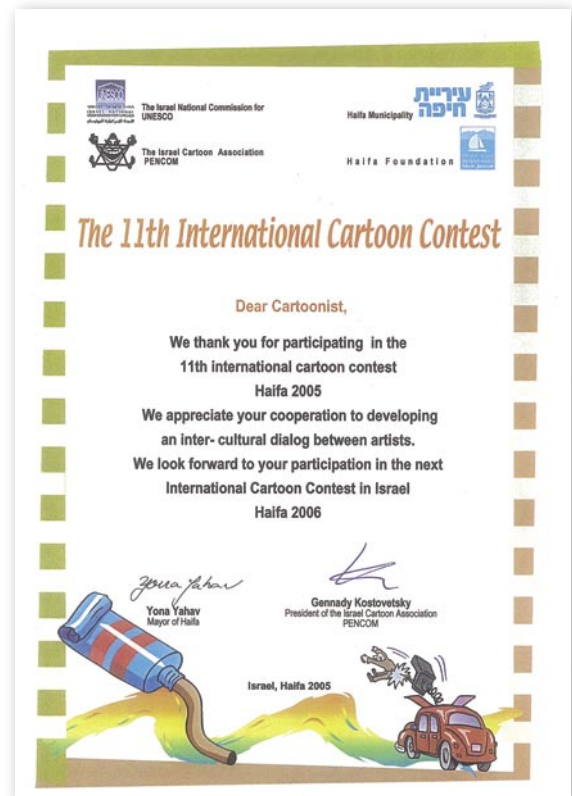 The Israel National Commission for
UNESCO
The Israel Cartoon Association
PENCOM
Haifa Municipality
עיריית
חיפה
Haifa Foundation
The 11th International Cartoon Contest
Dear Cartoonist,
We thank you for participating in the
11th international cartoon contest
Haifa 2005
We appreciate your cooperation to developing
an inter- cultural dialog between artists.
We look forward to your participation in the next
International Cartoon Contest in Israel
Haifa 2006
Yona Yahav
Yona Yahav
Mayor of Haifa
Gennady Kostovetsky
President of the Israel Cartoon Association
PENCOM
Israel, Haifa 2005